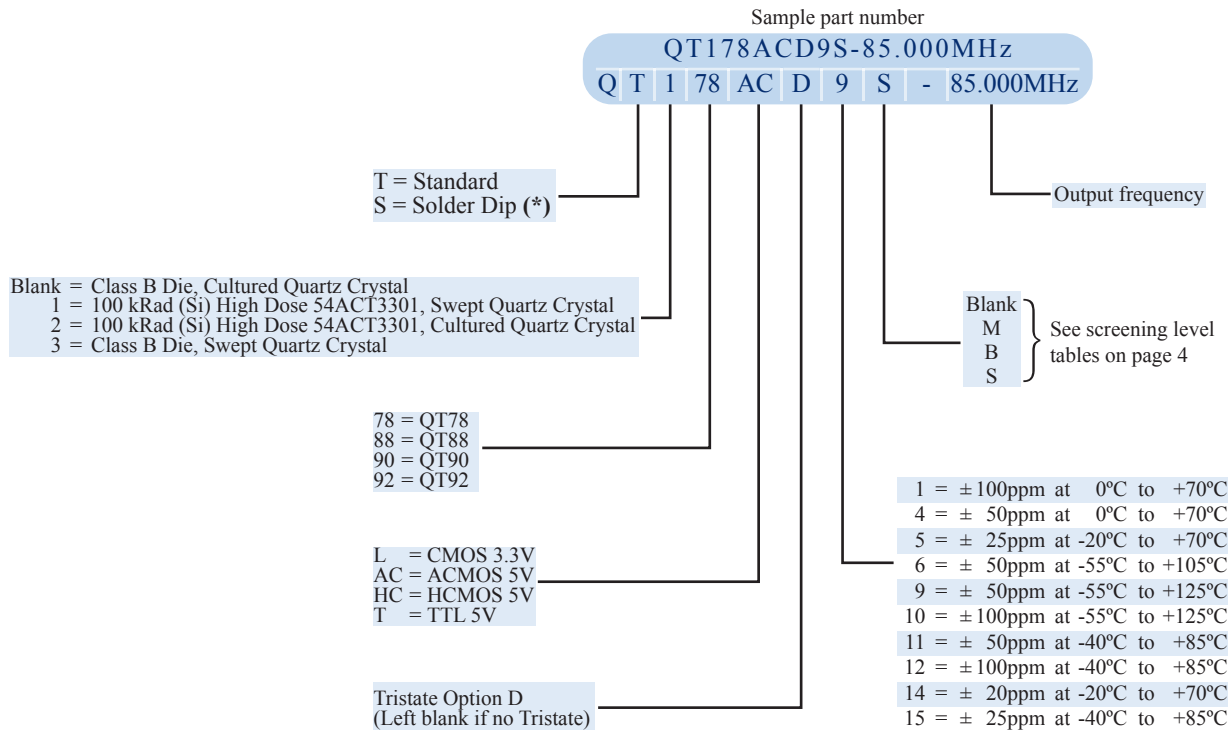 Sample part number
QT178ACD9S-85.000MHz
Q T 1 78 AC D 9 S - 85.000MHz
T = Standard
S = Solder Dip (*)
Output frequency
Blank = Class B Die, Cultured Quartz Crystal
1 = 100 kRad (Si) High Dose 54ACT3301, Swept Quartz Crystal
2 = 100 kRad (Si) High Dose 54ACT3301, Cultured Quartz Crystal
3 = Class B Die, Swept Quartz Crystal
Blank
M
B
S
See screening level
tables on page 4
78 = QT78
88 = QT88
90 = QT90
92 = QT92
L = CMOS 3.3V
AC = ACMOS 5V
HC = HCMOS 5V
T = TTL 5V
1 = ±100ppm at 0ºC to +70ºC
4 = ± 50ppm at 0ºC to +70ºC
5 = ± 25ppm at -20ºC to +70ºC
6 = ± 50ppm at -55ºC to +105ºC
9 = ± 50ppm at -55ºC to +125ºC
10 = ±100ppm at -55ºC to +125ºC
11 = ± 50ppm at -40ºC to +85ºC
12 = ±100ppm at -40ºC to +85ºC
14 = ± 20ppm at -20ºC to +70ºC
15 = ± 25ppm at -40ºC to +85ºC
Tristate Option D
(Left blank if no Tristate)